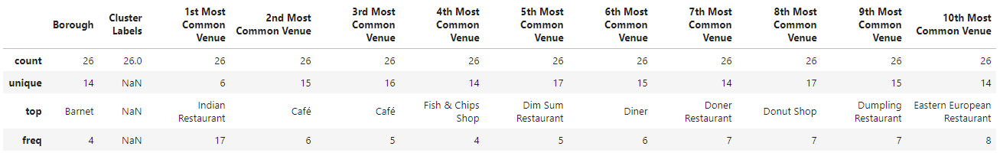 Borough Cluster Labels 1st Most Common Venue 2nd Most Common Venue 3rd Most Common Venue 4th Most Common Venue 5th Most Common Venue 6th Most Common Venue 7th Most Common Venue 8th Most Common Venue 9th Most Common Venue 10th Most Common Venue
count 26 26.0 26 26 26 26 26 26 26 26 26 26
unique 14 NaN 6 15 16 14 17 15 14 17 15 14
top Barnet NaN Indian Restaurant Café Café Fish & Chips Shop Dim Sum Restaurant Diner Doner Restaurant Donut Shop Dumpling Restaurant Eastern European Restaurant
freq 4 NaN 17 6 5 4 5 6 7 7 7 8